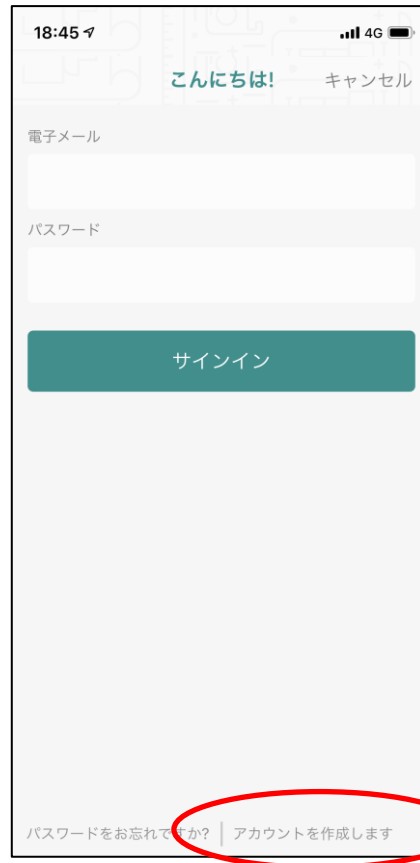 18:45 4G
こんにちは! キャンセル
電子メール
パスワード
サインイン
パスワードをお忘れですか? | アカウントを作成します